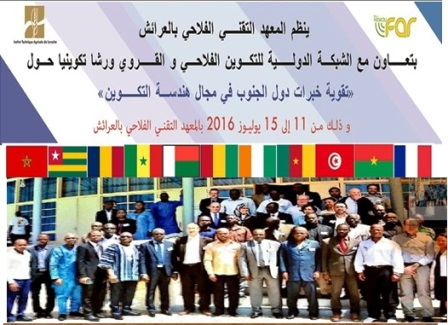 ينظم المعهد التقني الفلاحي بالعرائش
بتعاون مع الشبكة الدولية للتكوين الفلاحي و القروي ورشا تكوينيا حول
«تقوية خبرات دول الجنوب في مجال هندسة التكوين»
و ذلك من 11 إلى 15 يوليوز 2016 بالمعهد التقني الفلاحي بالعرائش
Institut Technique Agricole de Larache
Réseau
FAR